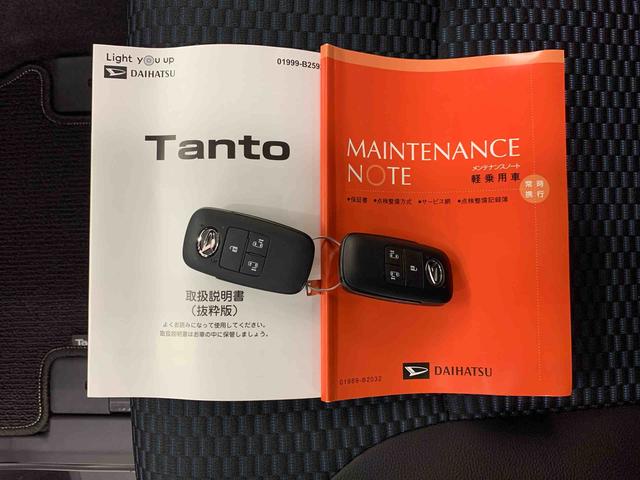 Light you up
DAIHATSU
01999-B259
Tanto
取扱説明書
（抜粋版）
よくお読みになって使用してください。
取扱説明書はお車の中に保管しましょう。
MAINTENANCE
NOTE
メンテナンスノート
軽乗用車
常時
携行
•保証書 •点検整備方式 •サービス網 •点検整備記録簿
01989-B2032
DAIHATSU
Ta